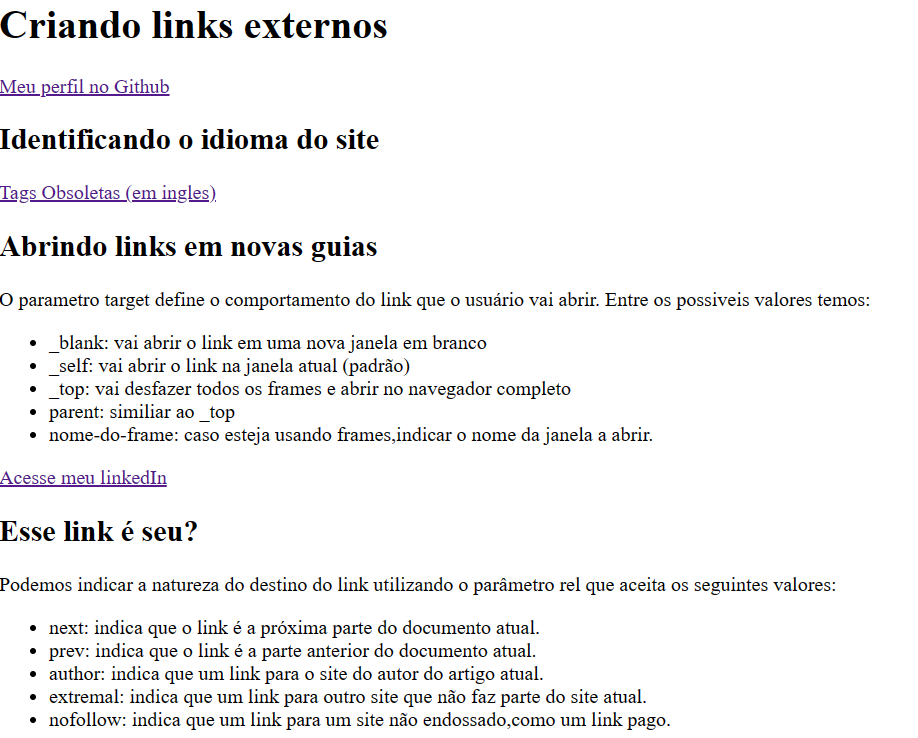 Criando links externos
Meu perfil no Github
Identificando o idioma do site
Tags Obsoletas (em ingles)
Abrindo links em novas guias
O parametro target define o comportamento do link que o usuário vai abrir. Entre os possiveis valores temos:
_blank: vai abrir o link em uma nova janela em branco
_self: vai abrir o link na janela atual (padrão)
_top: vai desfazer todos os frames e abrir no navegador completo
parent: similiar ao _top
nome-do-frame: caso esteja usando frames,indicar o nome da janela a abrir.
Acesse meu linkedIn
Esse link é seu?
Podemos indicar a natureza do destino do link utilizando o parâmetro rel que aceita os seguintes valores:
next: indica que o link é a próxima parte do documento atual.
prev: indica que o link é a parte anterior do documento atual.
author: indica que um link para o site do autor do artigo atual.
extremal: indica que um link para outro site que não faz parte do site atual.
nofollow: indica que um link para um site não endossado,como um link pago.